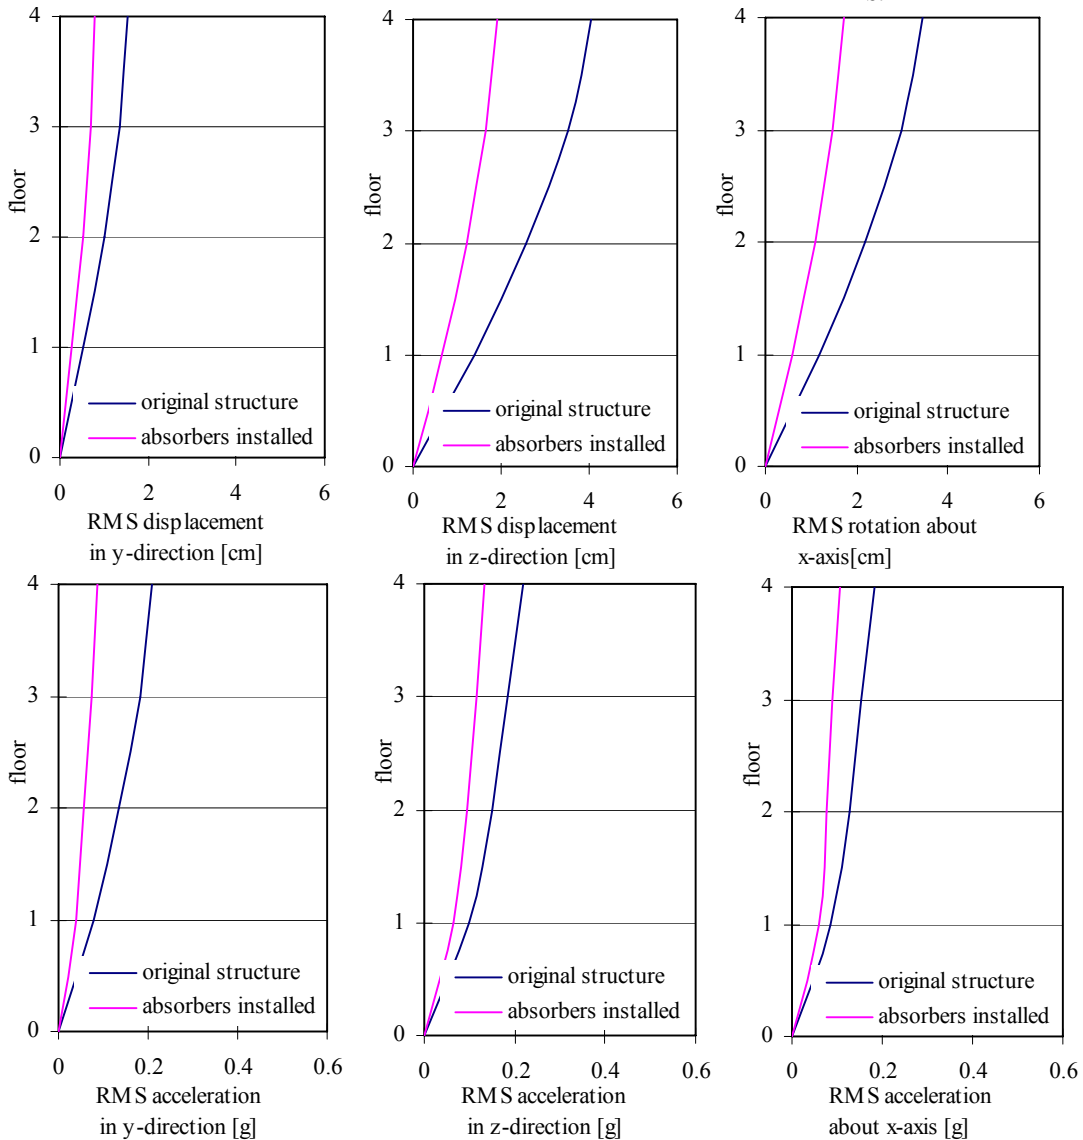 4
3
2
1
0
floor
original structure
absorbers installed
0 2 4 6
RMS displacement
in y-direction [cm]
4
3
2
1
0
floor
original structure
absorbers installed
0 2 4 6
RMS displacement
in z-direction [cm]
4
3
2
1
0
floor
original structure
absorbers installed
0 2 4 6
RMS rotation about
x-axis[cm]
4
3
2
1
0
floor
original structure
absorbers installed
0 0.2 0.4 0.6
RMS acceleration
in y-direction [g]
4
3
2
1
0
floor
original structure
absorbers installed
0 0.2 0.4 0.6
RMS acceleration
in z-direction [g]
4
3
2
1
0
floor
original structure
absorbers installed
0 0.2 0.4 0.6
RMS acceleration
about x-axis [g]